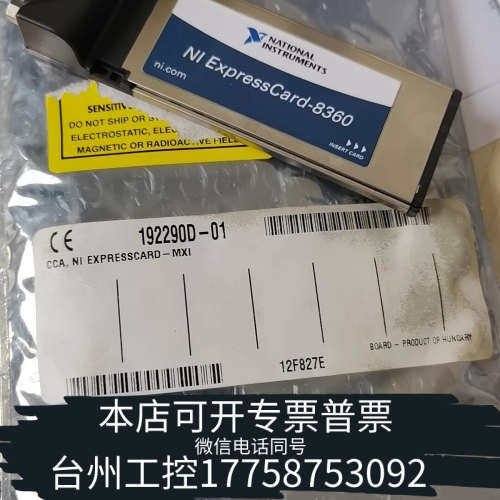 NATIONAL
INSTRUMENTS
NI ExpressCard-8360
ni.com
INSERT CARD
SENSITIVE
DO NOT SHIP OR
ELECTROSTATIC,
MAGNETIC OR RADIOACTIVE FIELDS
CE 192290D-01
CCA, NI EXPRESSCARD-MXI
BOARD - PRODUCT OF HUNGARY
12F827E
本店可开专票普票
微信电话同号
台州工控17758753092